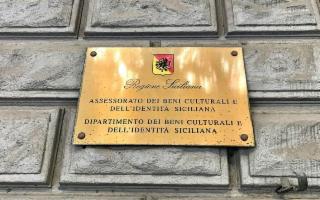 Regione Siciliana
ASSESSORATO DEI BENI CULTURALI E
DELL'IDENTITÀ SICILIANA
DIPARTIMENTO DEI BENI CULTURALI E
DELL'IDENTITÀ SICILIANA